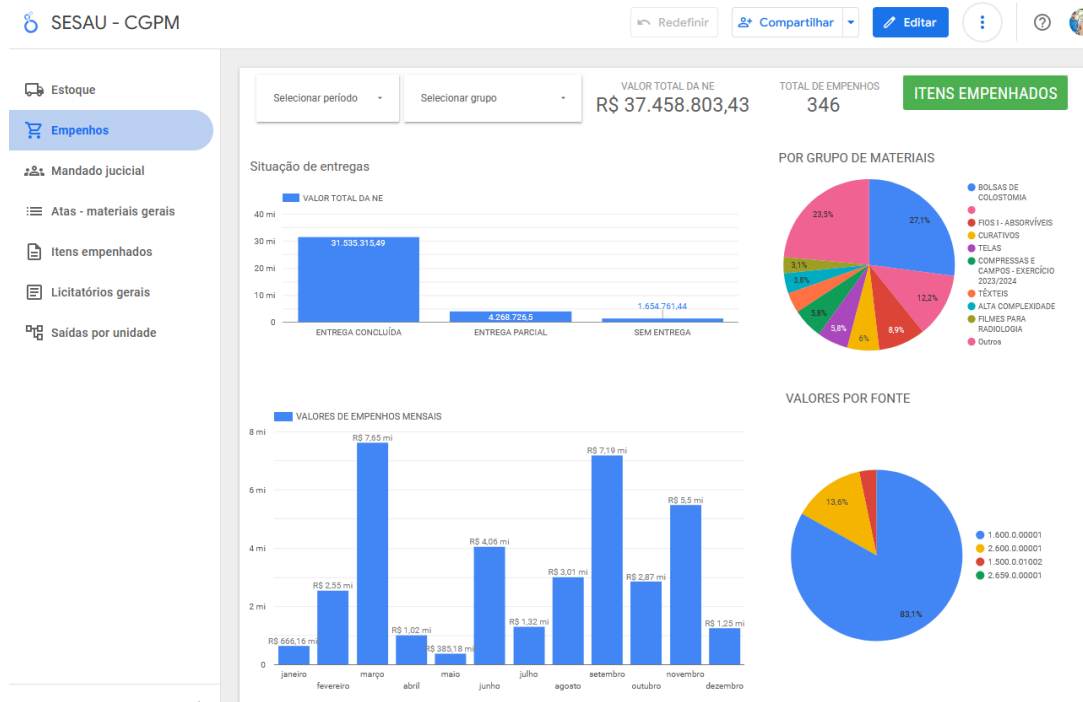 SESAU - CGPM
Redefinir
Compartilhar
Editar
Estoque
Empenhos
Mandado jucicial
Atas - materiais gerais
Itens empenhados
Licitatórios gerais
Saídas por unidade
Selecionar período
Selecionar grupo
VALOR TOTAL DA NE
R$ 37.458.803,43
TOTAL DE EMPENHOS
346
ITENS EMPENHADOS
Situação de entregas
VALOR TOTAL DA NE
40 mi
30 mi
20 mi
10 mi
0
31.535.315,49
4.268.726,5
1.654.761,44
ENTREGA CONCLUÍDA
ENTREGA PARCIAL
SEM ENTREGA
POR GRUPO DE MATERIAIS
27,1%
12,2%
8,9%
6%
5,8%
5,8%
3,8%
3,1%
23,5%
BOLSAS DE
COLOSTOMIA
FIOS I - ABSORVÍVEIS
CURATIVOS
TELAS
COMPRESSAS E
CAMPOS - EXERCÍCIO
2023/2024
TÊXTEIS
ALTA COMPLEXIDADE
FILMES PARA
RADIOLOGIA
Outros
VALORES DE EMPENHOS MENSAIS
8 mi
6 mi
4 mi
2 mi
0
R$ 666,16 mi
R$ 2,55 mi
R$ 7,65 mi
R$ 1,02 mi
R$ 385,18 mi
R$ 4,06 mi
R$ 1,32 mi
R$ 3,01 mi
R$ 7,19 mi
R$ 2,87 mi
R$ 5,5 mi
R$ 1,25 mi
janeiro
fevereiro
março
abril
maio
junho
julho
agosto
setembro
outubro
novembro
dezembro
VALORES POR FONTE
13,6%
83,1%
1.600.0.00001
2.600.0.00001
1.500.0.01002
2.659.0.00001